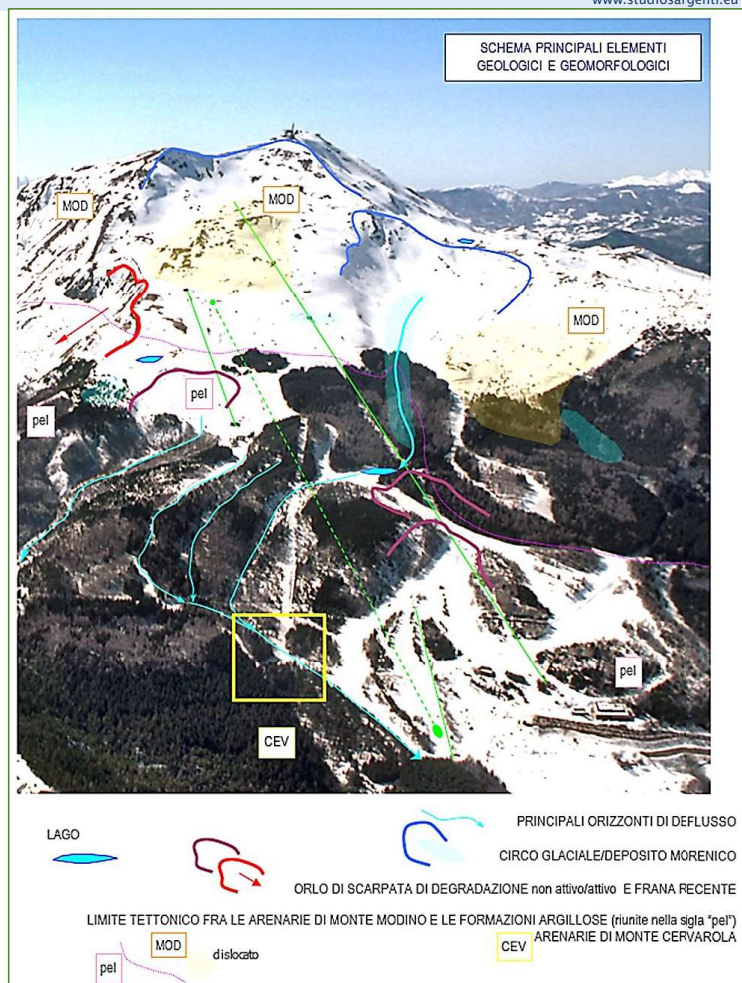 www.studiosargenti.eu
SCHEMA PRINCIPALI ELEMENTI
GEOLOGICI E GEOMORFOLOGICI
MOD
MOD
MOD
pel
pel
pel
CEV
PRINCIPALI ORIZZONTI DI DEFLUSSO
LAGO
CIRCO GLACIALE/DEPOSITO MORENICO
ORLO DI SCARPATA DI DEGRADAZIONE non attivo/attivo E FRANA RECENTE
LIMITE TETTONICO FRA LE ARENARIE DI MONTE MODINO E LE FORMAZIONI ARGILLOSE (riunite nella sigla "pel")
ARENARIE DI MONTE CERVAROLA
MOD
CEV
dislocato
pel